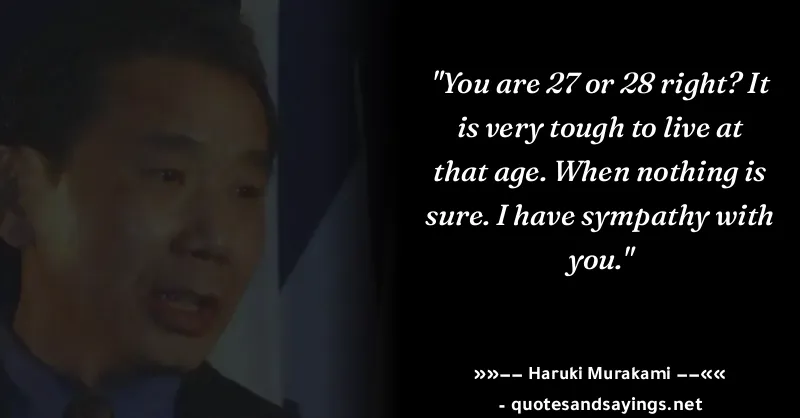 "You are 27 or 28 right? It
is very tough to live at
that age. When nothing is
sure. I have sympathy with
you."
»»−− Haruki Murakami −−««
- quotesandsayings.net